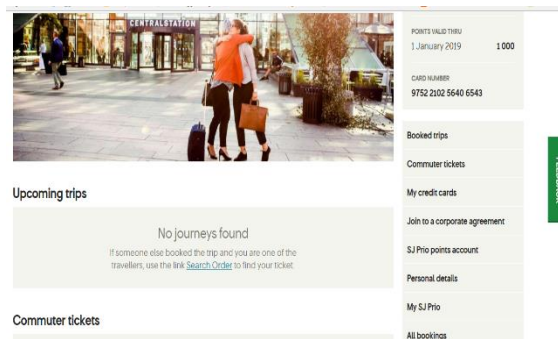 CENTRALSTATION
Upcoming trips
No journeys found
If someone else booked the trip and you are one of the
travellers, use the link Search Order to find your ticket
Commuter tickets
POINTS VALID THRU
1 January 2019 1 000
CARD NUMBER
9752 2102 5640 6543
Booked trips
Commuter tickets
My credit cards
Join to a corporate agreement
SJ Prio points account
Personal details
My SJ Prio
All bookings